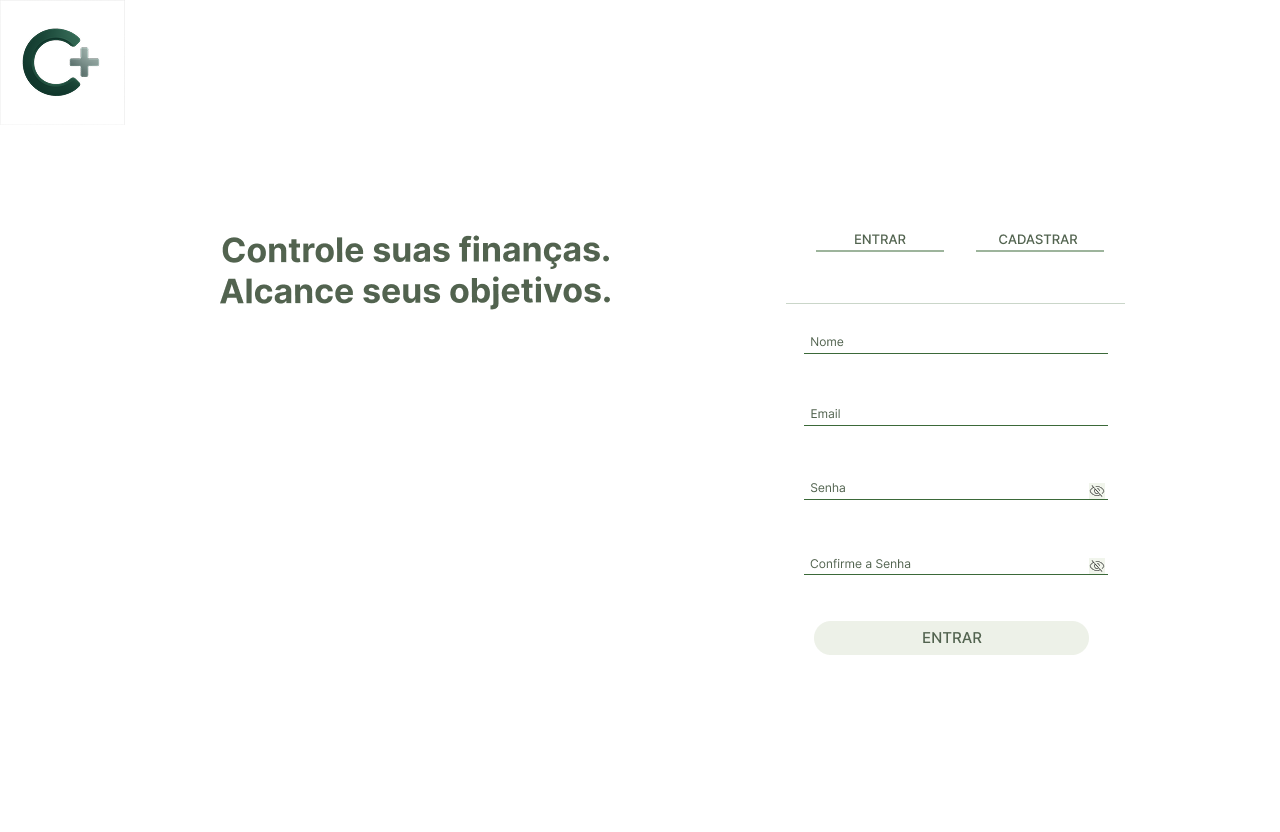 C+
Controle suas finanças.
Alcance seus objetivos.
ENTRAR
CADASTRAR
Nome
Email
Senha
Confirme a Senha
ENTRAR